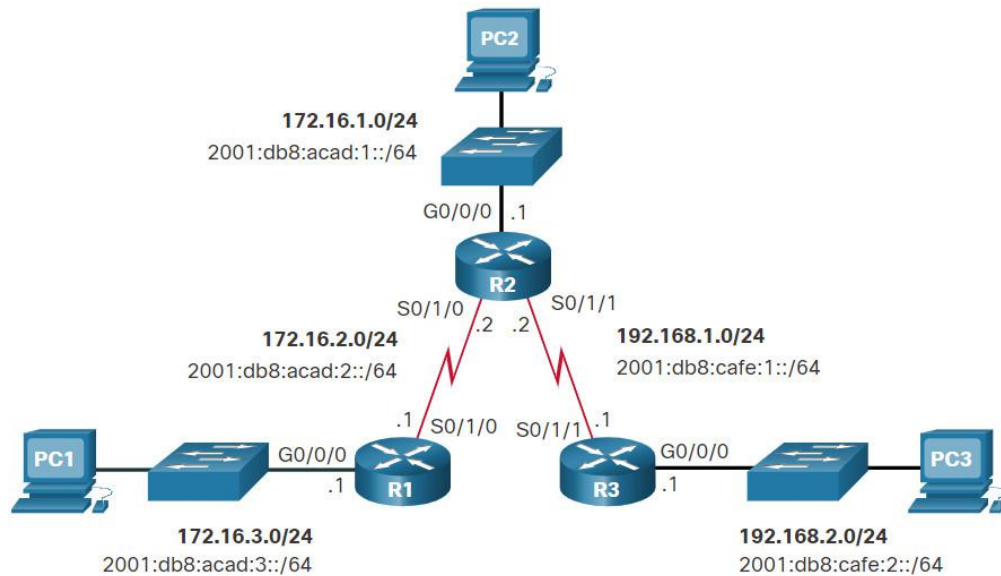 PC2
172.16.1.0/24
2001:db8:acad:1::/64
G0/0/0 .1
R2
S0/1/0 S0/1/1
.2 .2
172.16.2.0/24
2001:db8:acad:2::/64
192.168.1.0/24
2001:db8:cafe:1::/64
.1 S0/1/0
S0/1/1 .1
PC1
G0/0/0
.1
R1
R3
G0/0/0
.1
PC3
172.16.3.0/24
2001:db8:acad:3::/64
192.168.2.0/24
2001:db8:cafe:2::/64